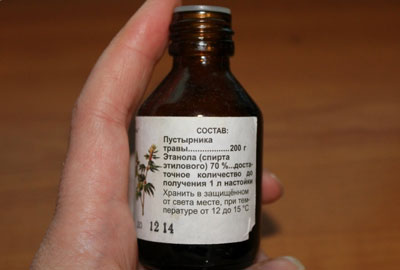 СОСТАВ:
Пустырника
травы..................200 г
Этанола (спирта
этилового) 70 %...доста-
точное количество до
получения 1 л настойки
Хранить в защищённом
от света месте, при тем-
пературе от 12 до 15 °C
12 14